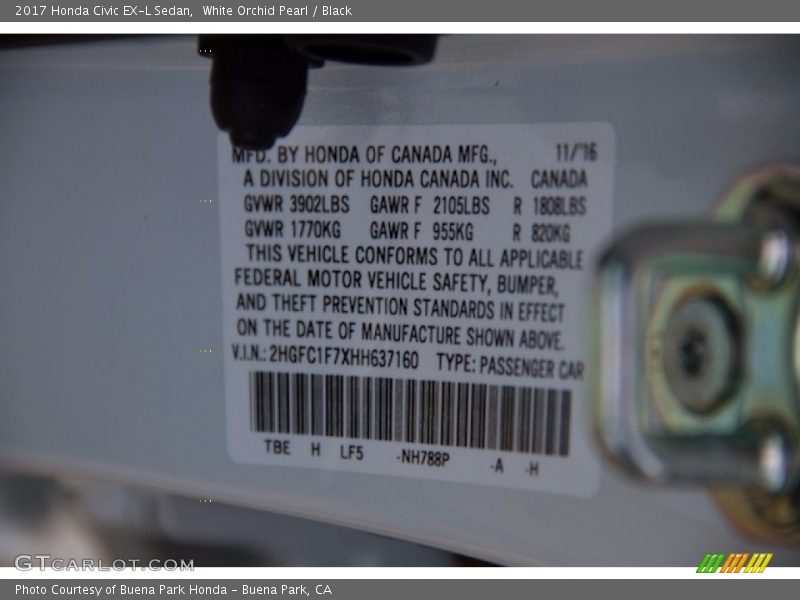 2017 Honda Civic EX-L Sedan, White Orchid Pearl / Black
MFD. BY HONDA OF CANADA MFG., 11/'16
A DIVISION OF HONDA CANADA INC. CANADA
GVWR 3902LBS GAWR F 2105LBS R 1808LBS
GVWR 1770KG GAWR F 955KG R 820KG
THIS VEHICLE CONFORMS TO ALL APPLICABLE
FEDERAL MOTOR VEHICLE SAFETY, BUMPER,
AND THEFT PREVENTION STANDARDS IN EFFECT
ON THE DATE OF MANUFACTURE SHOWN ABOVE.
V.I.N.: 2HGFC1F7XHH637160 TYPE: PASSENGER CAR
TBE H LF5 -NH788P -A -H
GTCARLOT.COM
Photo Courtesy of Buena Park Honda - Buena Park, CA